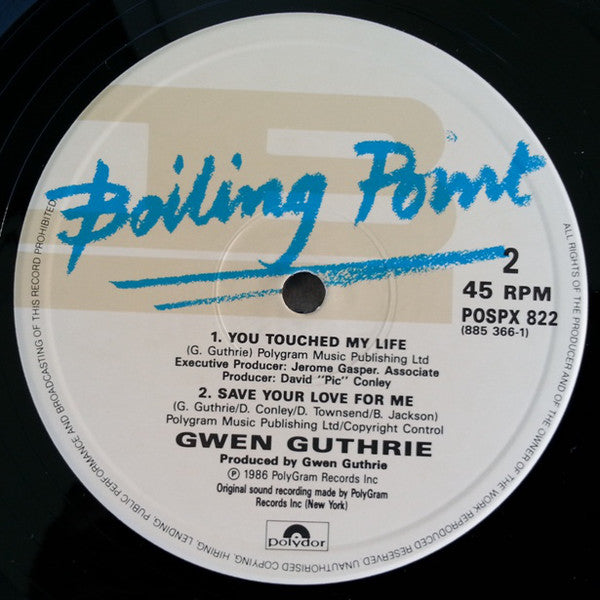 Boiling Point
2
45 RPM
POSPX 822
(885 366-1)
1. YOU TOUCHED MY LIFE
(G. Guthrie) Polygram Music Publishing Ltd
Executive Producer: Jerome Gasper. Associate
Producer: David "Pic" Conley
2. SAVE YOUR LOVE FOR ME
(G. Guthrie/D. Conley/D. Townsend/B. Jackson)
Polygram Music Publishing Ltd/Copyright Control
GWEN GUTHRIE
Produced by Gwen Guthrie
℗ 1986 PolyGram Records Inc
Original sound recording made by PolyGram
Records Inc (New York)
polydor
ALL RIGHTS OF THE PRODUCER AND OF THE OWNER OF THE WORK REPRODUCED RESERVED UNAUTHORISED COPYING, HIRING, LENDING, PUBLIC PERFORMANCE AND BROADCASTING OF THIS RECORD PROHIBITED